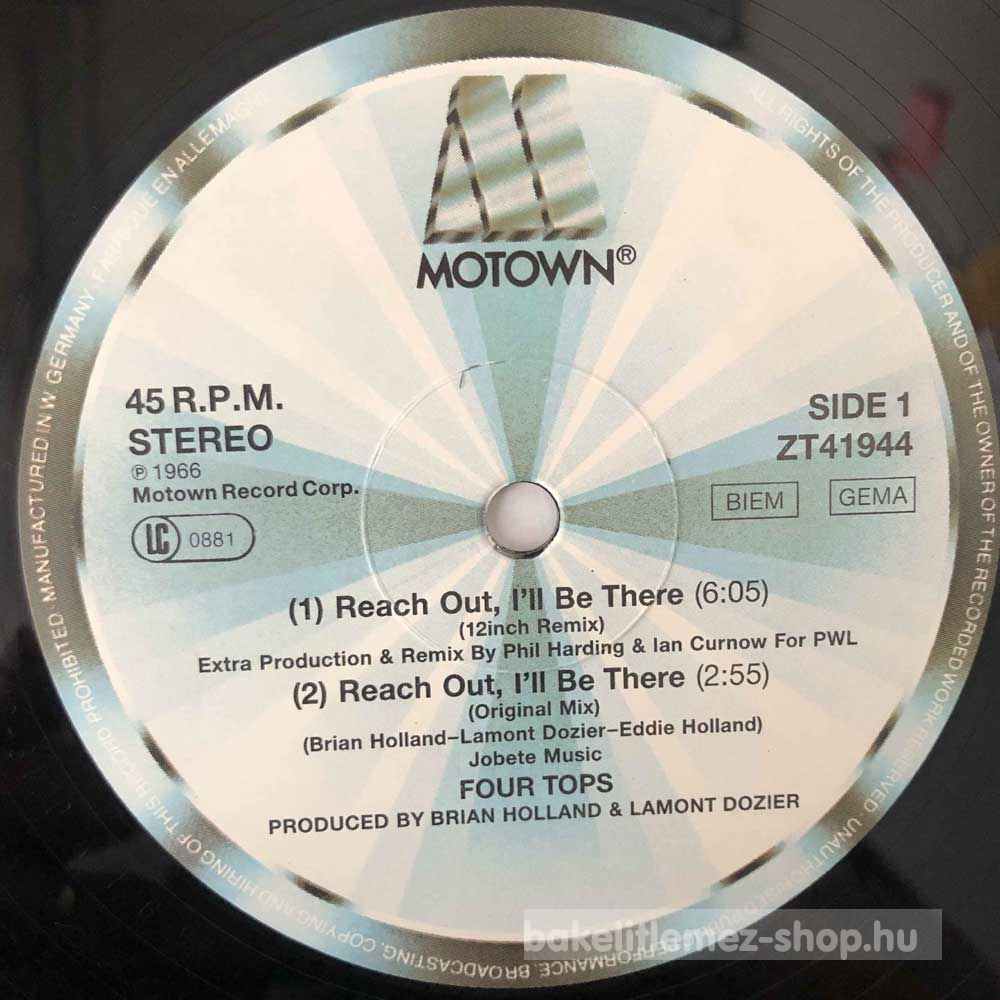 MOTOWN®
45 R.P.M.
STEREO
℗ 1966
Motown Record Corp.
LC 0881
SIDE 1
ZT41944
BIEM GEMA
(1) Reach Out, I'll Be There (6:05)
(12inch Remix)
Extra Production & Remix By Phil Harding & Ian Curnow For PWL
(2) Reach Out, I'll Be There (2:55)
(Original Mix)
(Brian Holland–Lamont Dozier–Eddie Holland)
Jobete Music
FOUR TOPS
PRODUCED BY BRIAN HOLLAND & LAMONT DOZIER
ALL RIGHTS OF THE PRODUCER AND OF THE OWNER OF THE RECORDED WORK RESERVED. PERFORMANCE, BROADCASTING, COPYING AND HIRING OF THIS RECORD PROHIBITED. MANUFACTURED IN W. GERMANY. EN ALLEMAGNE
bakelitlemez-shop.hu